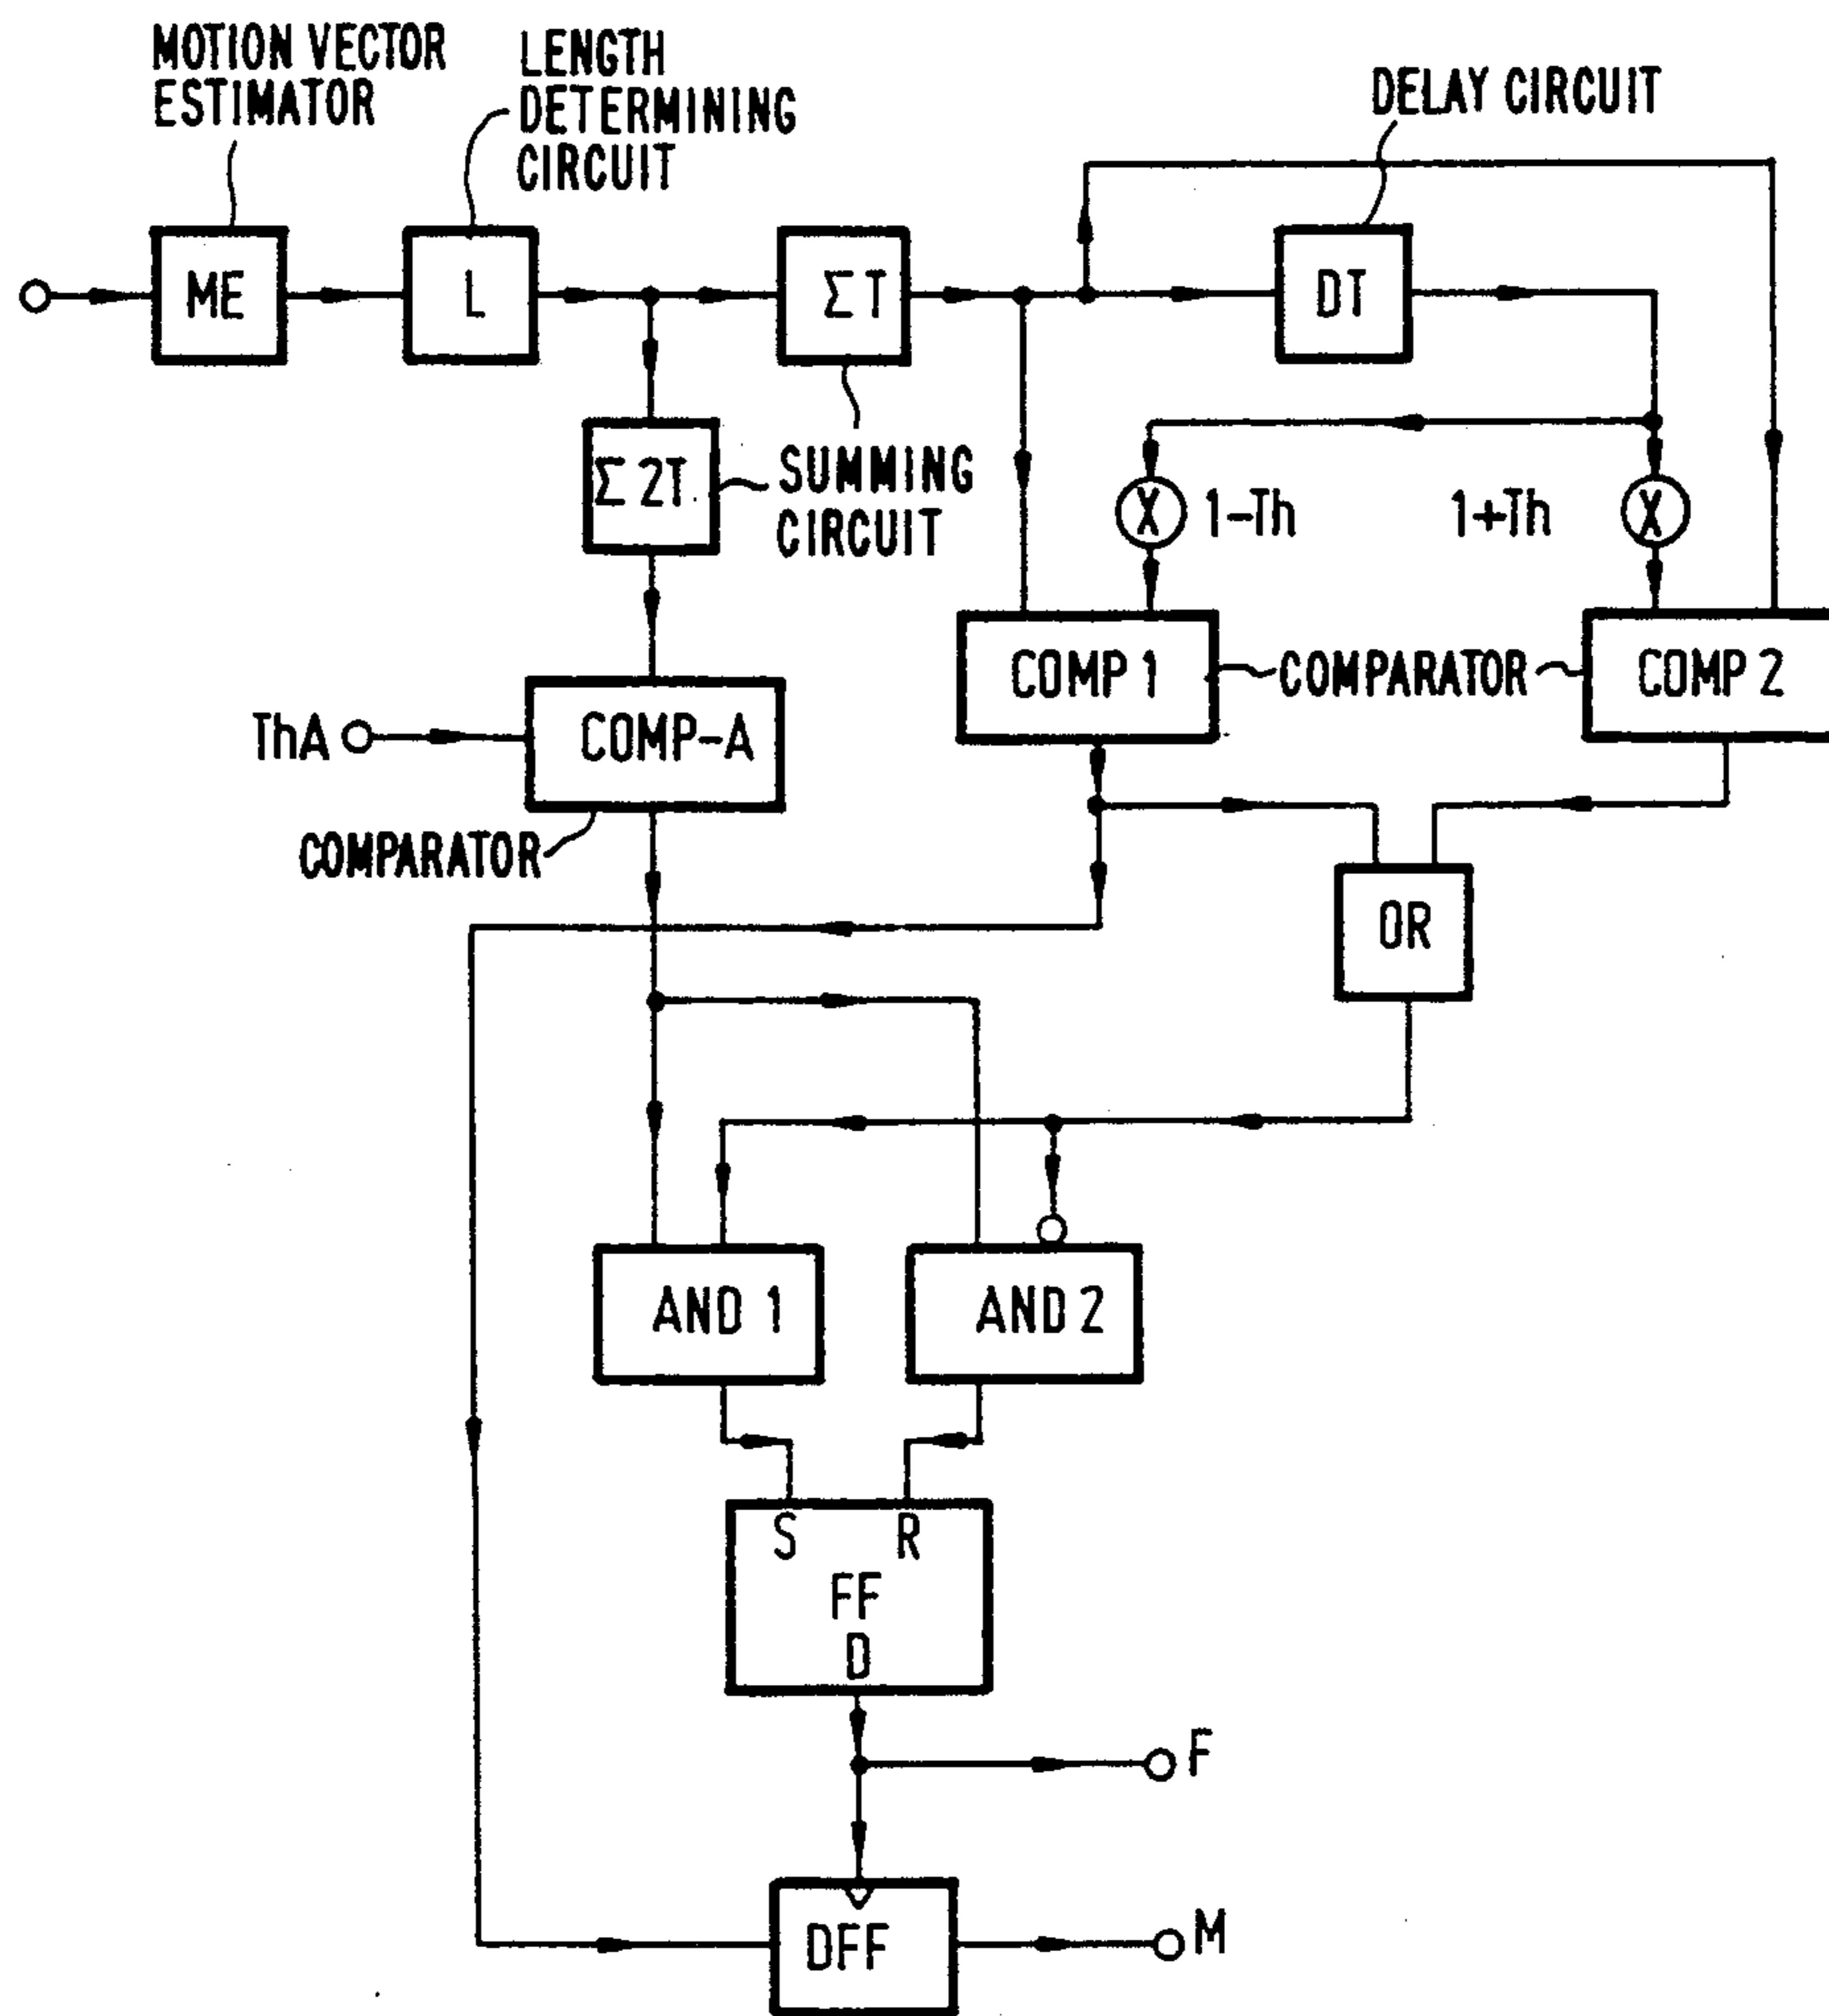 MOTION VECTOR
ESTIMATOR
LENGTH
DETERMINING
CIRCUIT
DELAY CIRCUIT
ME
L
ΣT
DT
Σ2T
SUMMING
CIRCUIT
X
1-Th
1+Th
X
COMP 1
COMPARATOR
COMP 2
ThA
COMP-A
COMPARATOR
OR
AND 1
AND 2
S
R
FF
D
F
DFF
M